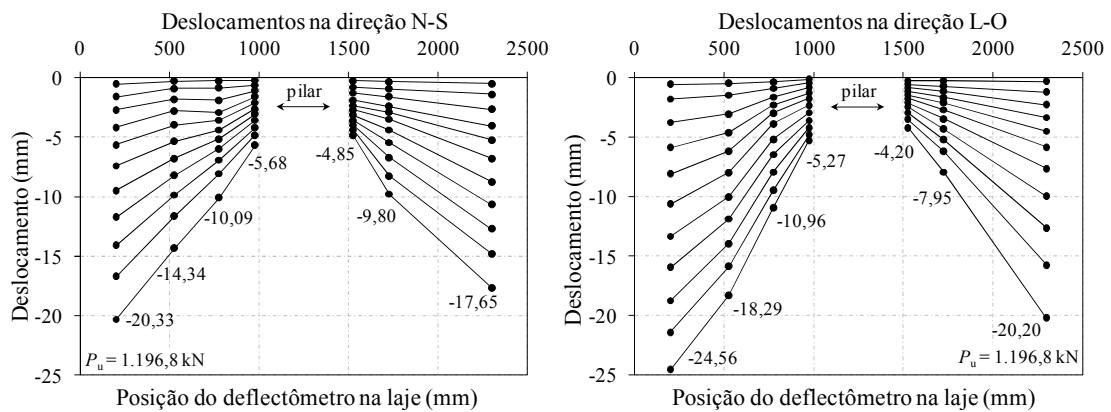 Deslocamentos na direção N-S
0 500 1000 1500 2000 2500
0
-5
-10
-15
-20
-25
Deslocamento (mm)
pilar
-5,68
-4,85
-10,09
-9,80
-14,34
-17,65
-20,33
Pu = 1.196,8 kN
Posição do deflectômetro na laje (mm)
Deslocamentos na direção L-O
0 500 1000 1500 2000 2500
0
-5
-10
-15
-20
-25
Deslocamento (mm)
pilar
-5,27
-4,20
-10,96
-7,95
-18,29
-20,20
-24,56
Pu = 1.196,8 kN
Posição do deflectômetro na laje (mm)